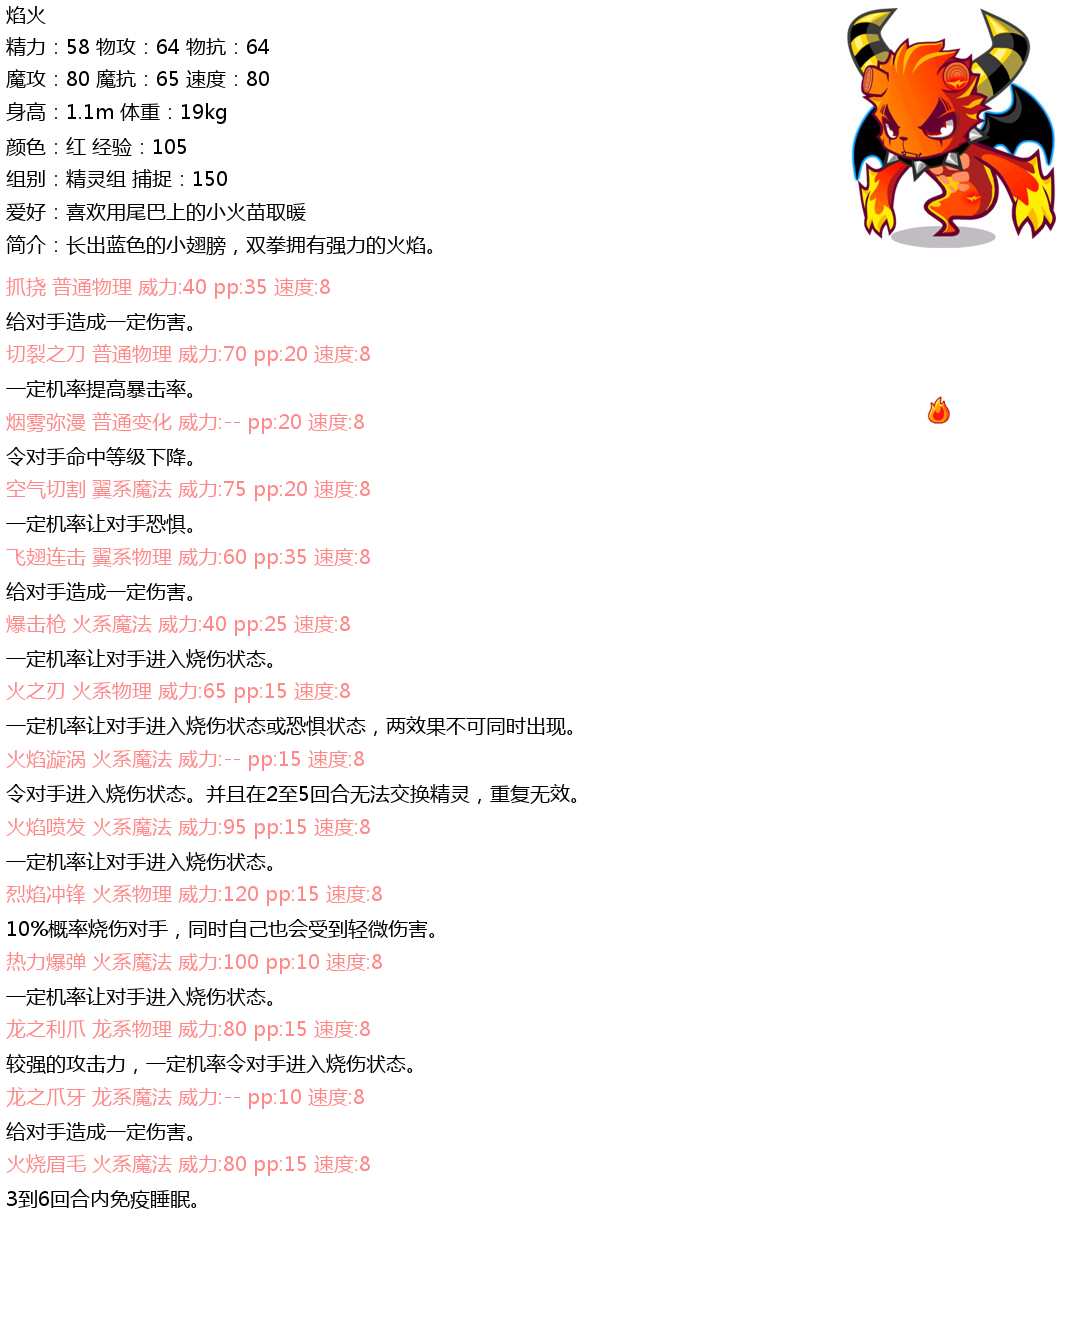 焰火
精力：58 物攻：64 物抗：64
魔攻：80 魔抗：65 速度：80
身高：1.1m 体重：19kg
颜色：红 经验：105
组别：精灵组 捕捉：150
爱好：喜欢用尾巴上的小火苗取暖
简介：长出蓝色的小翅膀，双拳拥有强力的火焰。
抓挠 普通物理 威力:40 pp:35 速度:8
给对手造成一定伤害。
切裂之刀 普通物理 威力:70 pp:20 速度:8
一定机率提高暴击率。
烟雾弥漫 普通变化 威力:-- pp:20 速度:8
令对手命中等级下降。
空气切割 翼系魔法 威力:75 pp:20 速度:8
一定机率让对手恐惧。
飞翅连击 翼系物理 威力:60 pp:35 速度:8
给对手造成一定伤害。
爆击枪 火系魔法 威力:40 pp:25 速度:8
一定机率让对手进入烧伤状态。
火之刃 火系物理 威力:65 pp:15 速度:8
一定机率让对手进入烧伤状态或恐惧状态，两效果不可同时出现。
火焰漩涡 火系魔法 威力:-- pp:15 速度:8
令对手进入烧伤状态。并且在2至5回合无法交换精灵，重复无效。
火焰喷发 火系魔法 威力:95 pp:15 速度:8
一定机率让对手进入烧伤状态。
烈焰冲锋 火系物理 威力:120 pp:15 速度:8
10%概率烧伤对手，同时自己也会受到轻微伤害。
热力爆弹 火系魔法 威力:100 pp:10 速度:8
一定机率让对手进入烧伤状态。
龙之利爪 龙系物理 威力:80 pp:15 速度:8
较强的攻击力，一定机率令对手进入烧伤状态。
龙之爪牙 龙系魔法 威力:-- pp:10 速度:8
给对手造成一定伤害。
火烧眉毛 火系魔法 威力:80 pp:15 速度:8
3到6回合内免疫睡眠。